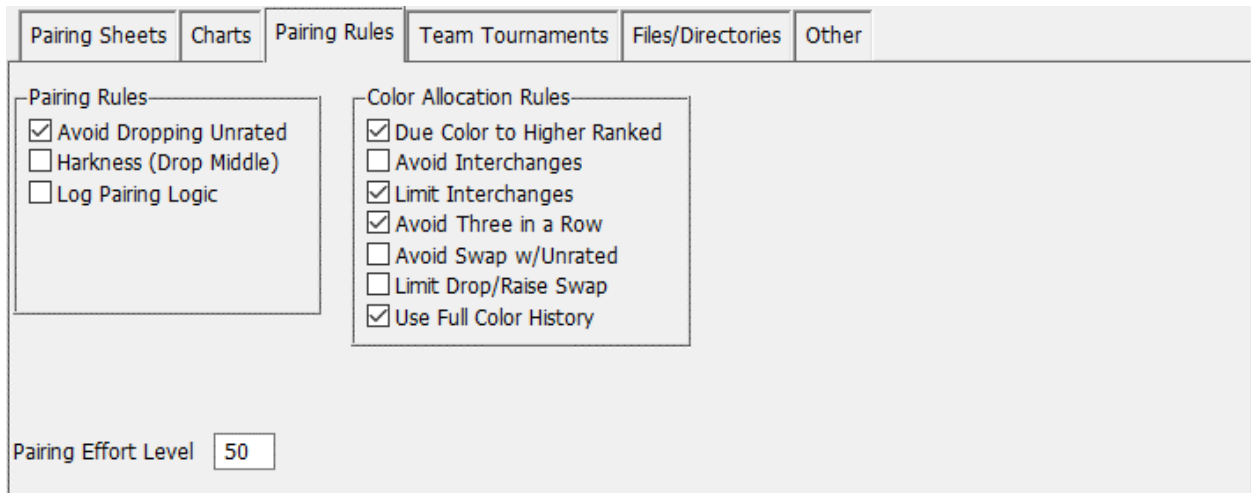 Pairing Sheets Charts Pairing Rules Team Tournaments Files/Directories Other
Pairing Rules
Avoid Dropping Unrated
Harkness (Drop Middle)
Log Pairing Logic
Color Allocation Rules
Due Color to Higher Ranked
Avoid Interchanges
Limit Interchanges
Avoid Three in a Row
Avoid Swap w/Unrated
Limit Drop/Raise Swap
Use Full Color History
Pairing Effort Level 50